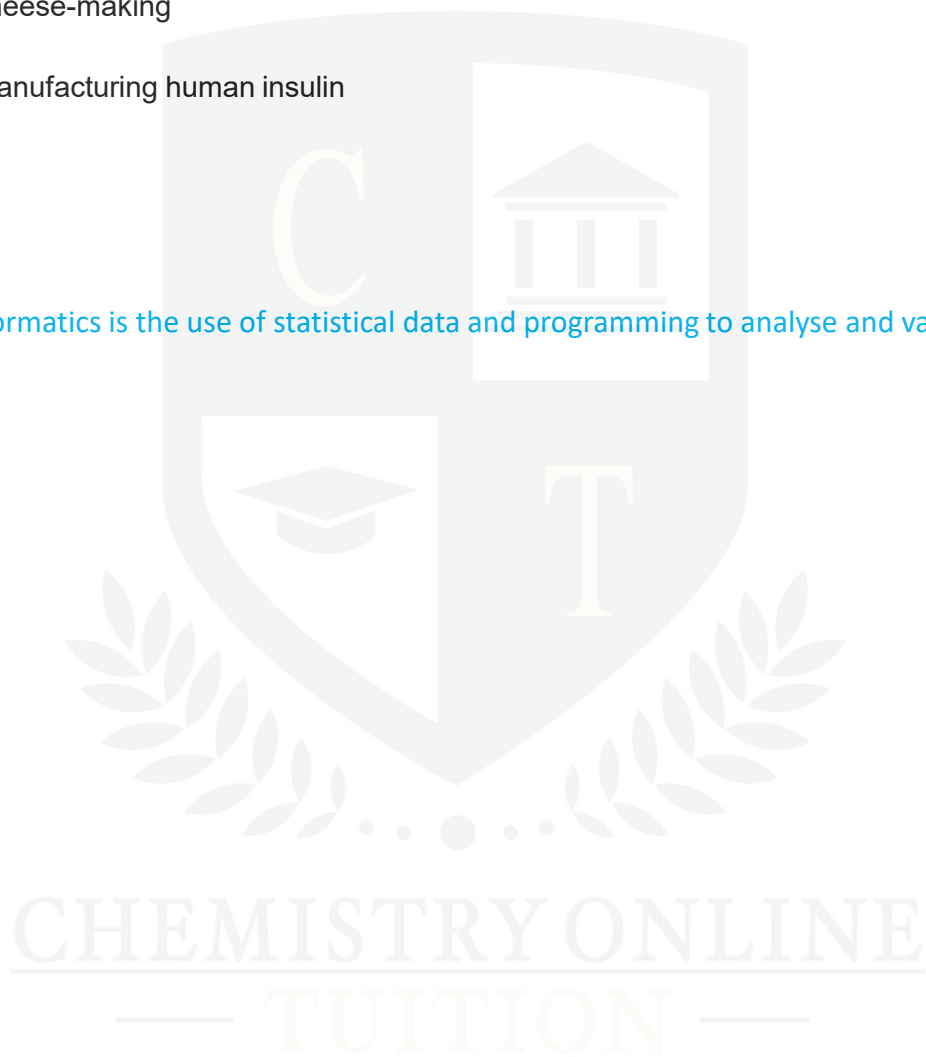 heese-making
anufacturing human insulin
C
ormatics is the use of statistical data and programming to analyse and va
T
CHEMISTRY ONLINE
TUITION